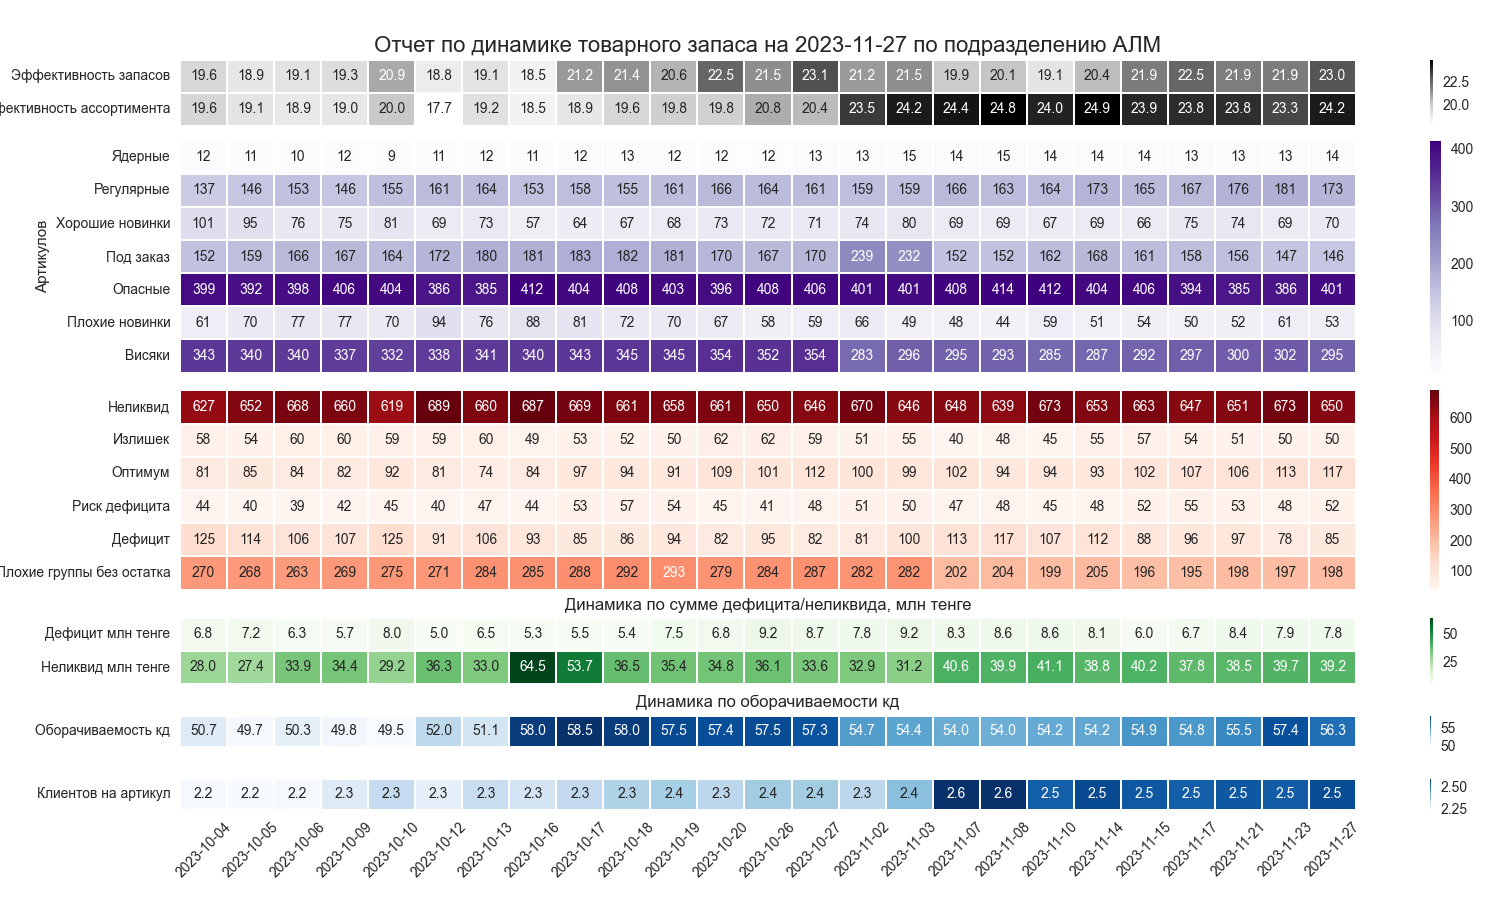 Отчет по динамике товарного запаса на 2023-11-27 по подразделению АЛМ
Эффективность запасов 19.6 18.9 19.1 19.3 20.9 18.8 19.1 18.5 21.2 21.4 20.6 22.5 21.5 23.1 21.2 21.5 19.9 20.1 19.1 20.4 21.9 22.5 21.9 21.9 23.0
фективность ассортимента 19.6 19.1 18.9 19.0 20.0 17.7 19.2 18.5 18.9 19.6 19.8 19.8 20.8 20.4 23.5 24.2 24.4 24.8 24.0 24.9 23.9 23.8 23.8 23.3 24.2
22.5
20.0
Артикулов
Ядерные 12 11 10 12 9 11 12 11 12 13 12 12 12 13 13 15 14 15 14 14 14 13 13 13 14
Регулярные 137 146 153 146 155 161 164 153 158 155 161 166 164 161 159 159 166 163 164 173 165 167 176 181 173
Хорошие новинки 101 95 76 75 81 69 73 57 64 67 68 73 72 71 74 80 69 69 67 69 66 75 74 69 70
Под заказ 152 159 166 167 164 172 180 181 183 182 181 170 167 170 239 232 152 152 162 168 161 158 156 147 146
Опасные 399 392 398 406 404 386 385 412 404 408 403 396 408 406 401 401 408 414 412 404 406 394 385 386 401
Плохие новинки 61 70 77 77 70 94 76 88 81 72 70 67 58 59 66 49 48 44 59 51 54 50 52 61 53
Висяки 343 340 340 337 332 338 341 340 343 345 345 354 352 354 283 296 295 293 285 287 292 297 300 302 295
400
300
200
100
Неликвид 627 652 668 660 619 689 660 687 669 661 658 661 650 646 670 646 648 639 673 653 663 647 651 673 650
Излишек 58 54 60 60 59 59 60 49 53 52 50 62 62 59 51 55 40 48 45 55 57 54 51 50 50
Оптимум 81 85 84 82 92 81 74 84 97 94 91 109 101 112 100 99 102 94 94 93 102 107 106 113 117
Риск дефицита 44 40 39 42 45 40 47 44 53 57 54 45 41 48 51 50 47 48 45 48 52 55 53 48 52
Дефицит 125 114 106 107 125 91 106 93 85 86 94 82 95 82 81 100 113 117 107 112 88 96 97 78 85
Плохие группы без остатка 270 268 263 269 275 271 284 285 288 292 293 279 284 287 282 282 202 204 199 205 196 195 198 197 198
600
500
400
300
200
100
Динамика по сумме дефицита/неликвида, млн тенге
Дефицит млн тенге 6.8 7.2 6.3 5.7 8.0 5.0 6.5 5.3 5.5 5.4 7.5 6.8 9.2 8.7 7.8 9.2 8.3 8.6 8.6 8.1 6.0 6.7 8.4 7.9 7.8
Неликвид млн тенге 28.0 27.4 33.9 34.4 29.2 36.3 33.0 64.5 53.7 36.5 35.4 34.8 36.1 33.6 32.9 31.2 40.6 39.9 41.1 38.8 40.2 37.8 38.5 39.7 39.2
50
25
Динамика по оборачиваемости кд
Оборачиваемость кд 50.7 49.7 50.3 49.8 49.5 52.0 51.1 58.0 58.5 58.0 57.5 57.4 57.5 57.3 54.7 54.4 54.0 54.0 54.2 54.2 54.9 54.8 55.5 57.4 56.3
55
50
Клиентов на артикул 2.2 2.2 2.2 2.3 2.3 2.3 2.3 2.3 2.3 2.3 2.4 2.3 2.4 2.4 2.3 2.4 2.6 2.6 2.5 2.5 2.5 2.5 2.5 2.5 2.5
2.50
2.25
2023-10-04 2023-10-05 2023-10-06 2023-10-09 2023-10-10 2023-10-12 2023-10-13 2023-10-16 2023-10-17 2023-10-18 2023-10-19 2023-10-20 2023-10-26 2023-10-27 2023-11-02 2023-11-03 2023-11-07 2023-11-08 2023-11-10 2023-11-14 2023-11-15 2023-11-17 2023-11-21 2023-11-23 2023-11-27